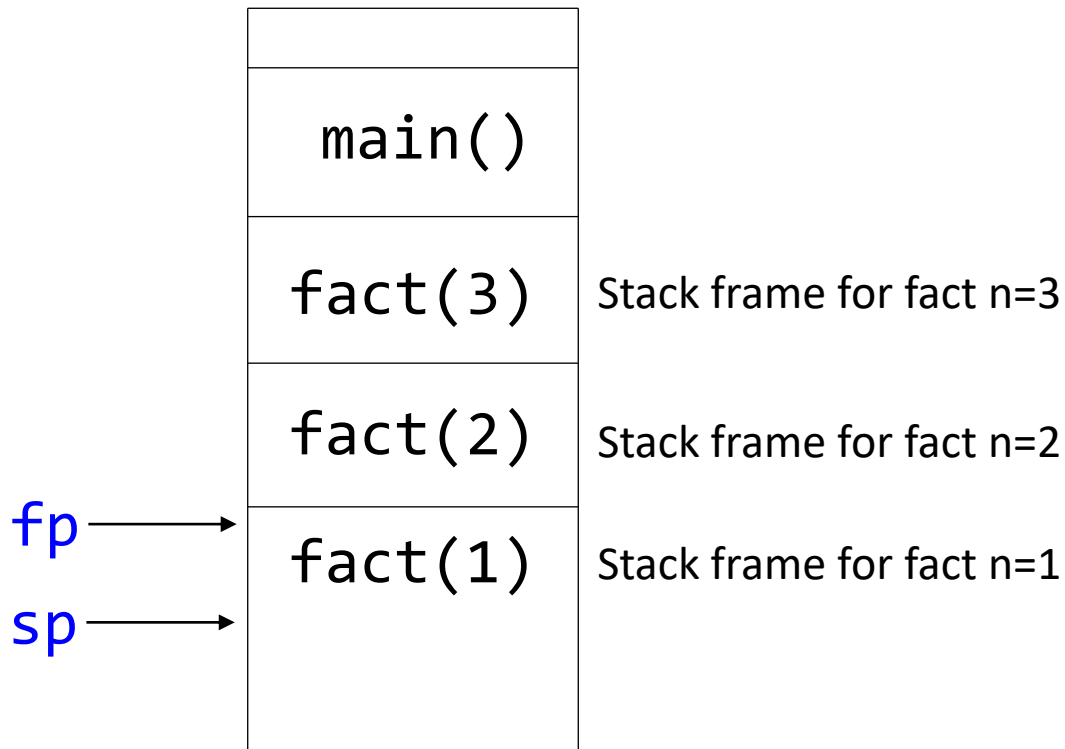 main()
fact(3) Stack frame for fact n=3
fact(2) Stack frame for fact n=2
fp
fact(1) Stack frame for fact n=1
sp